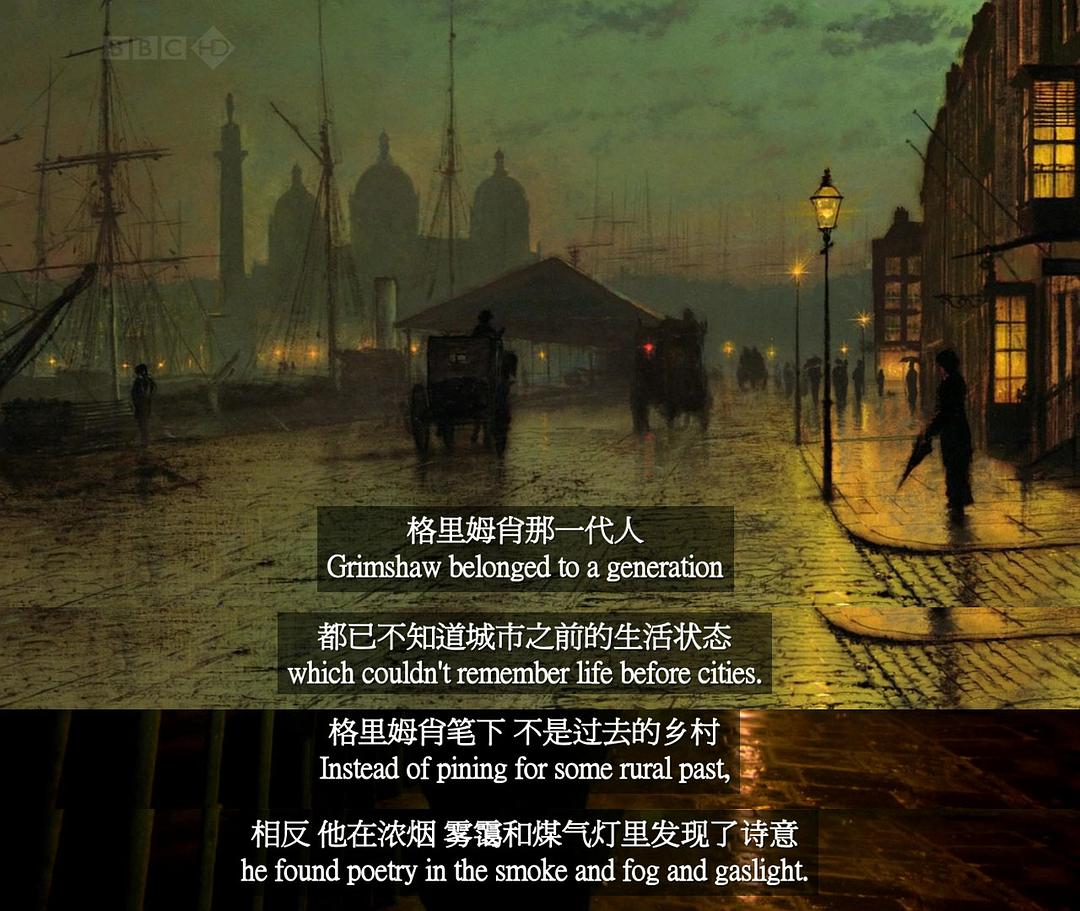 BBC HD
格里姆肖那一代人
Grimshaw belonged to a generation
都已不知道城市之前的生活状态
which couldn't remember life before cities.
格里姆肖笔下 不是过去的乡村
Instead of pining for some rural past,
相反 他在浓烟 雾霭和煤气灯里发现了诗意
he found poetry in the smoke and fog and gaslight.